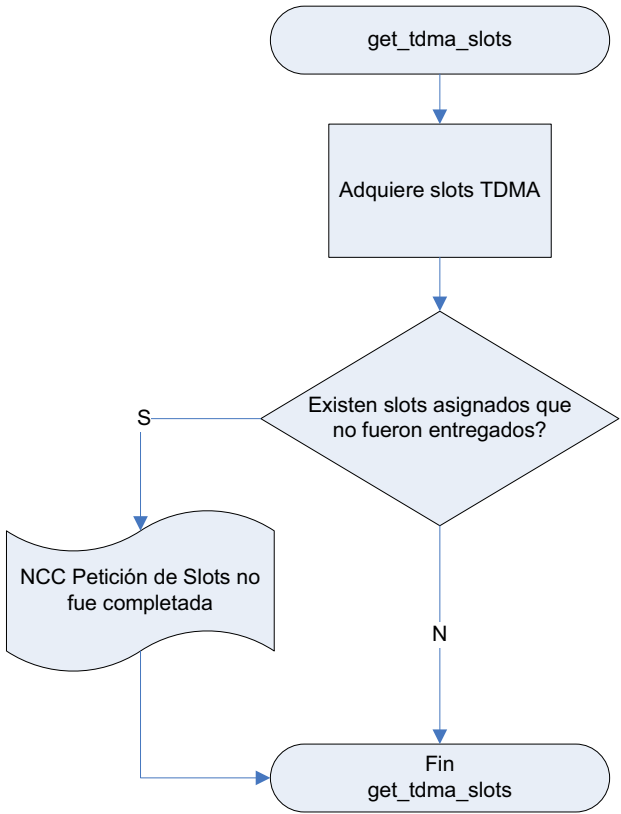 get_tdma_slots
Adquiere slots TDMA
Existen slots asignados que
no fueron entregados?
S
NCC Petición de Slots no
fue completada
N
Fin
get_tdma_slots